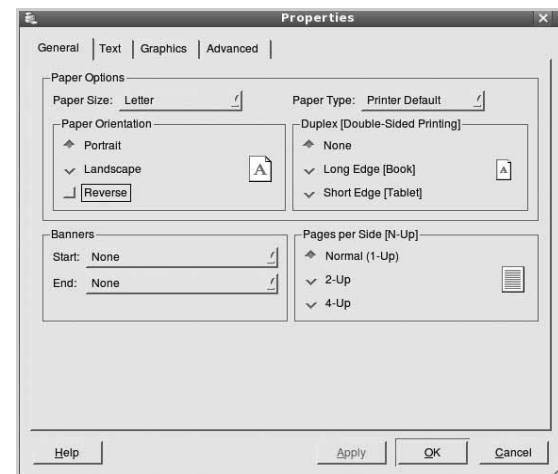 Properties
General Text Graphics Advanced
Paper Options
Paper Size: Letter Paper Type: Printer Default
Paper Orientation Duplex [Double-Sided Printing]
Portrait None
Landscape A Long Edge [Book] A
Reverse Short Edge [Tablet]
Banners Pages per Side [N-Up]
Start: None Normal (1-Up)
End: None 2-Up
4-Up
Help Apply OK Cancel